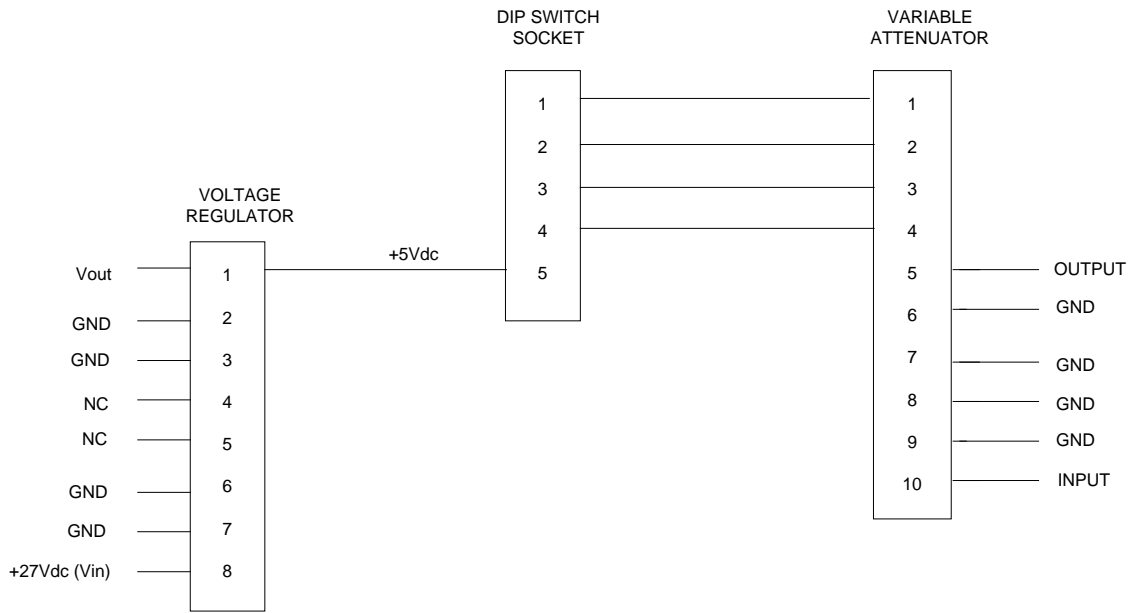 DIP SWITCH
SOCKET
VARIABLE
ATTENUATOR
1
2
3
4
5
1
2
3
4
5
6
7
8
9
10
OUTPUT
GND
GND
GND
GND
INPUT
VOLTAGE
REGULATOR
+5Vdc
Vout
GND
GND
NC
NC
GND
GND
+27Vdc (Vin)
1
2
3
4
5
6
7
8